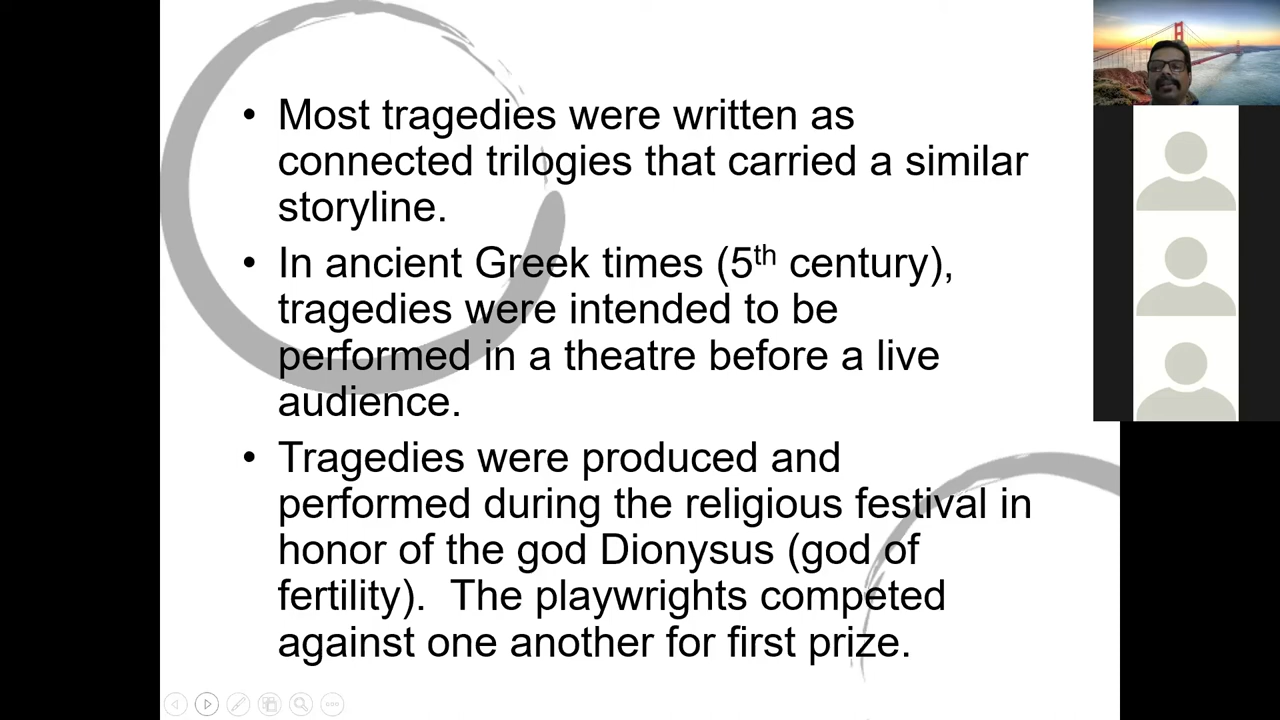 • Most tragedies were written as
connected trilogies that carried a similar
storyline.
• In ancient Greek times (5th century),
tragedies were intended to be
performed in a theatre before a live
audience.
• Tragedies were produced and
performed during the religious festival in
honor of the god Dionysus (god of
fertility).  The playwrights competed
against one another for first prize.